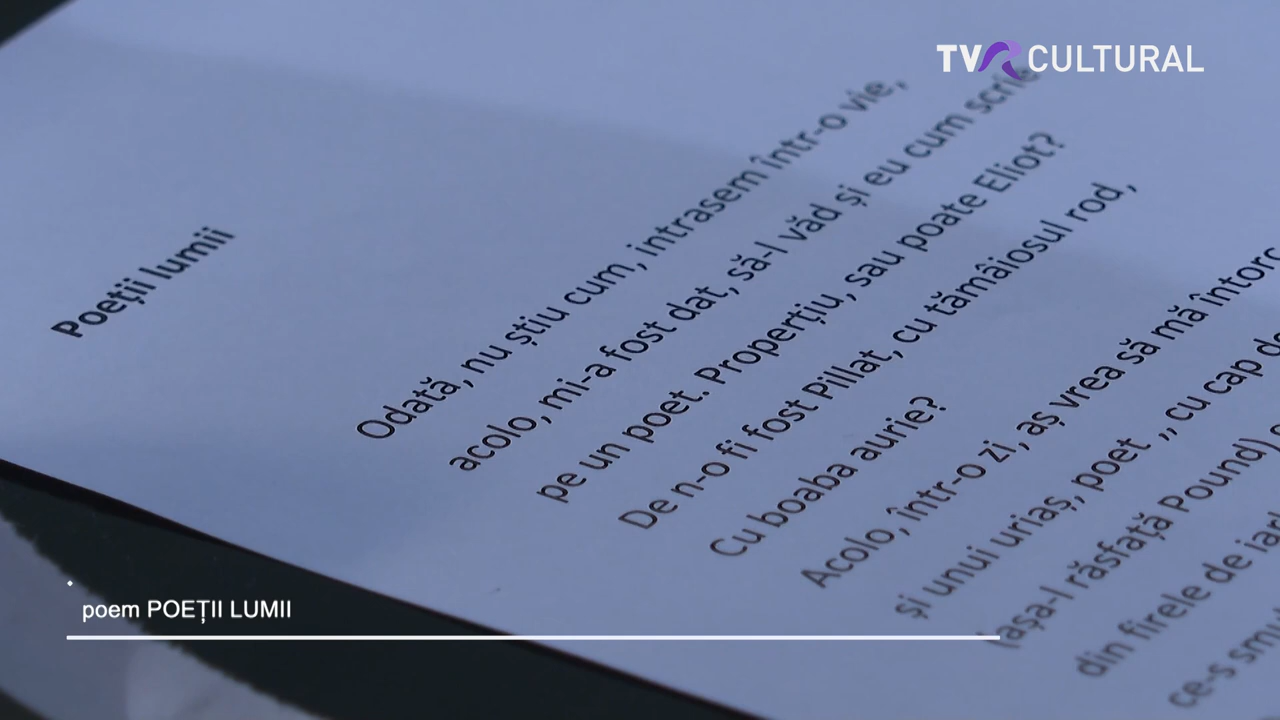 TVR CULTURAL
Poeții lumii
Odată, nu știu cum, intrasem într-o vie,
acolo, mi-a fost dat, să-l văd și eu cum scrie
pe un poet. Properțiu, sau poate Eliot?
De n-o fi fost Pillat, cu tămâiosul rod ,
Cu boaba aurie?
Acolo, într-o zi, aș vrea să mă întorc
și unui uriaș, poet ,, cu cap de
(așa-l răsfață Pound)
din firele de
ce-s
poem POEȚII LUMII